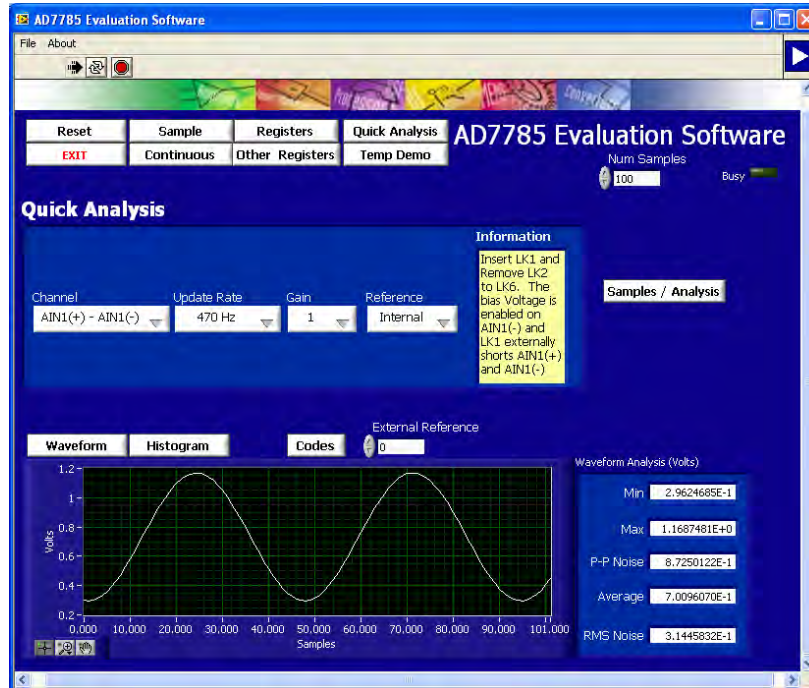 AD7785 Evaluation Software
File About
Reset Sample Registers Quick Analysis
EXIT Continuous Other Registers Temp Demo
AD7785 Evaluation Software
Num Samples
100
Busy
Quick Analysis
Channel
AIN1(+) - AIN1(-)
Update Rate
470 Hz
Gain
1
Reference
Internal
Information
Insert LK1 and
Remove LK2
to LK6. The
bias Voltage is
enabled on
AIN1(-) and
LK1 externally
shorts AIN1(+)
and AIN1(-)
Samples / Analysis
Waveform Histogram Codes
External Reference
0
Volts
1.2
1
0.8
0.6
0.4
0.2
0.000 10.000 20.000 30.000 40.000 50.000 60.000 70.000 80.000 90.000 101.000
Samples
Waveform Analysis (Volts)
Min 2.9624685E-1
Max 1.1687481E+0
P-P Noise 8.7250122E-1
Average 7.0096070E-1
RMS Noise 3.1445832E-1